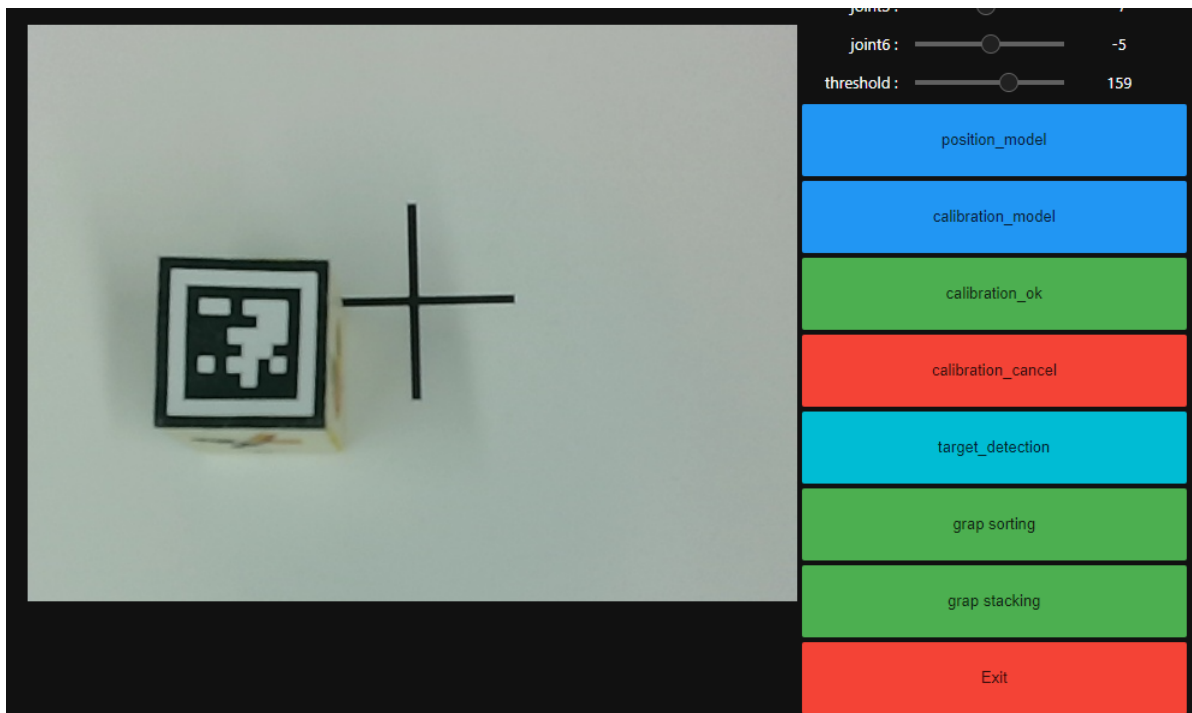 joint6 : -5
threshold : 159
position_model
calibration_model
calibration_ok
calibration_cancel
target_detection
grap sorting
grap stacking
Exit